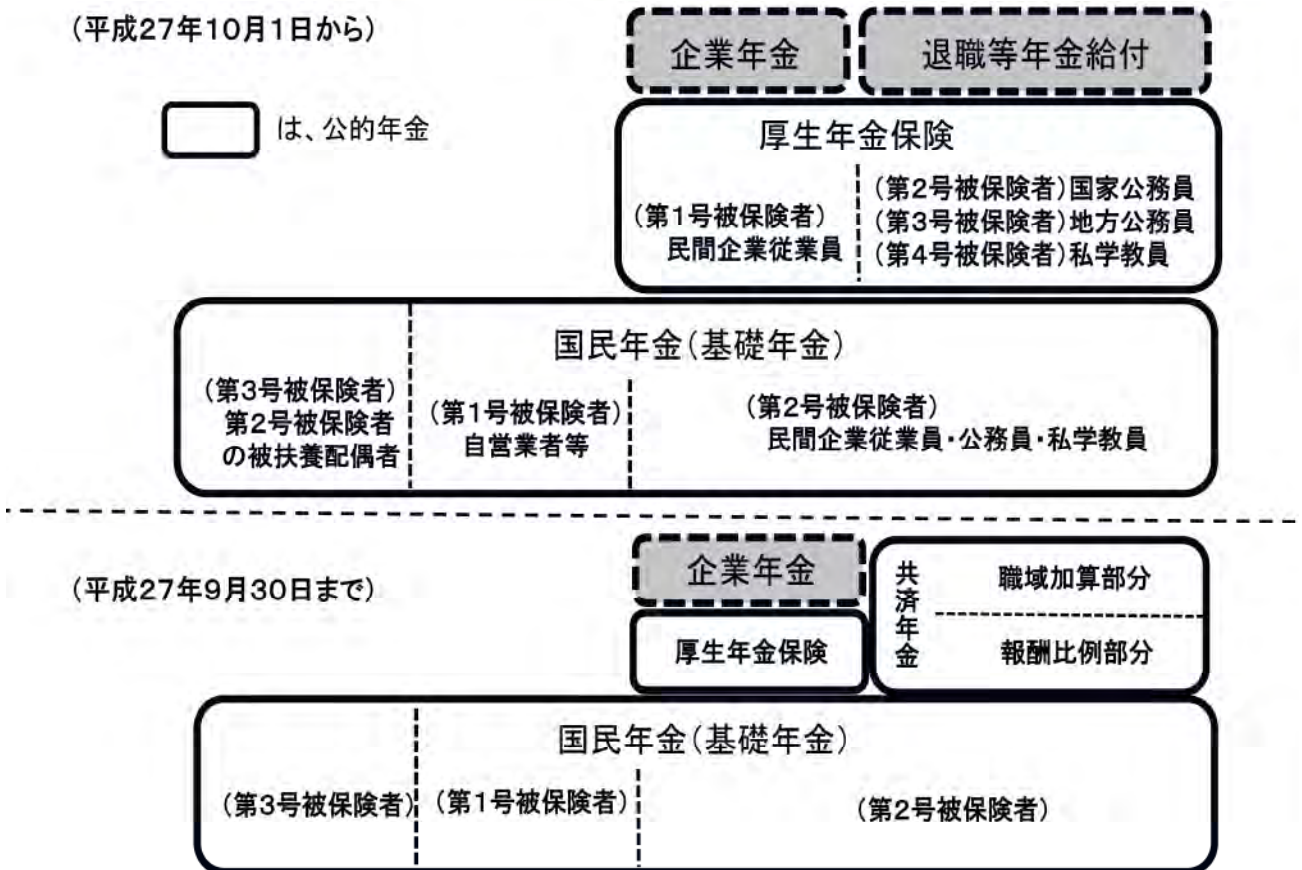 (平成27年10月1日から)
企業年金
退職等年金給付
は、公的年金
厚生年金保険
(第1号被保険者)
民間企業従業員
(第2号被保険者)国家公務員
(第3号被保険者)地方公務員
(第4号被保険者)私学教員
国民年金(基礎年金)
(第3号被保険者)
第2号被保険者
の被扶養配偶者
(第1号被保険者)
自営業者等
(第2号被保険者)
民間企業従業員・公務員・私学教員
(平成27年9月30日まで)
企業年金
厚生年金保険
共済年金
職域加算部分
報酬比例部分
国民年金(基礎年金)
(第3号被保険者)
(第1号被保険者)
(第2号被保険者)